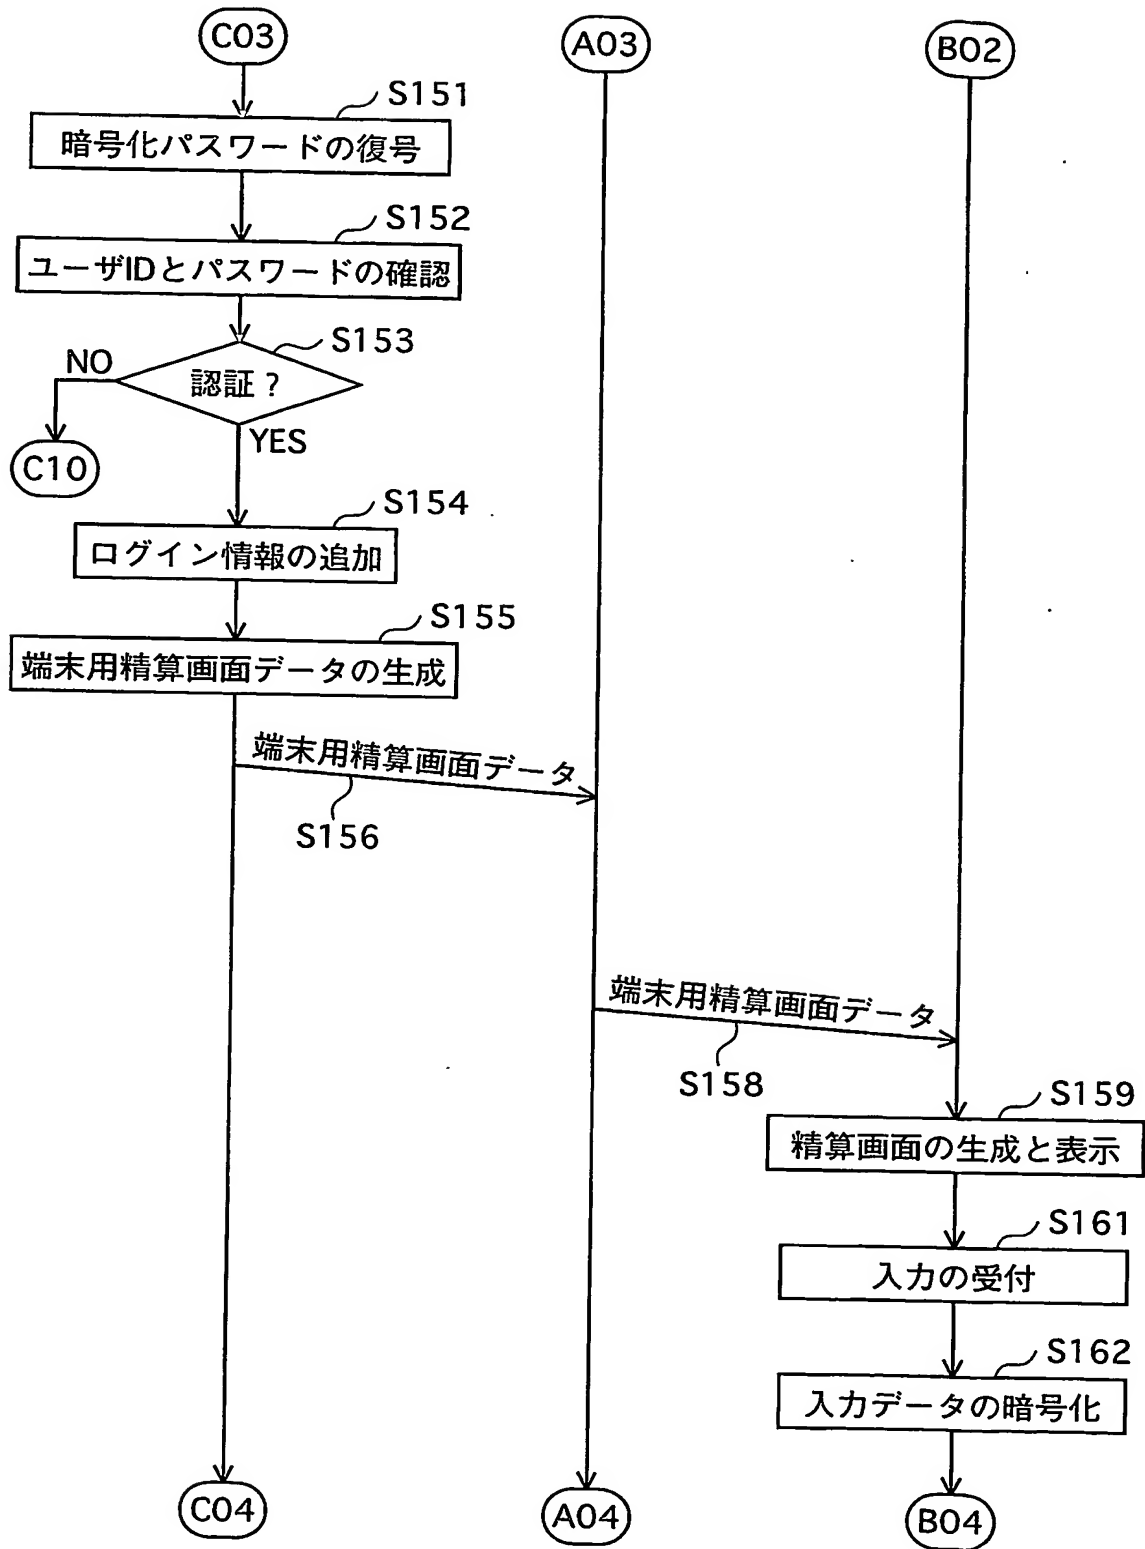 C03
A03
B02
S151
暗号化パスワードの復号
S152
ユーザIDとパスワードの確認
S153
NO
認証?
YES
C10
S154
ログイン情報の追加
S155
端末用精算画面データの生成
端末用精算画面データ
S156
端末用精算画面データ
S158
S159
精算画面の生成と表示
S161
入力の受付
S162
入力データの暗号化
C04
A04
B04